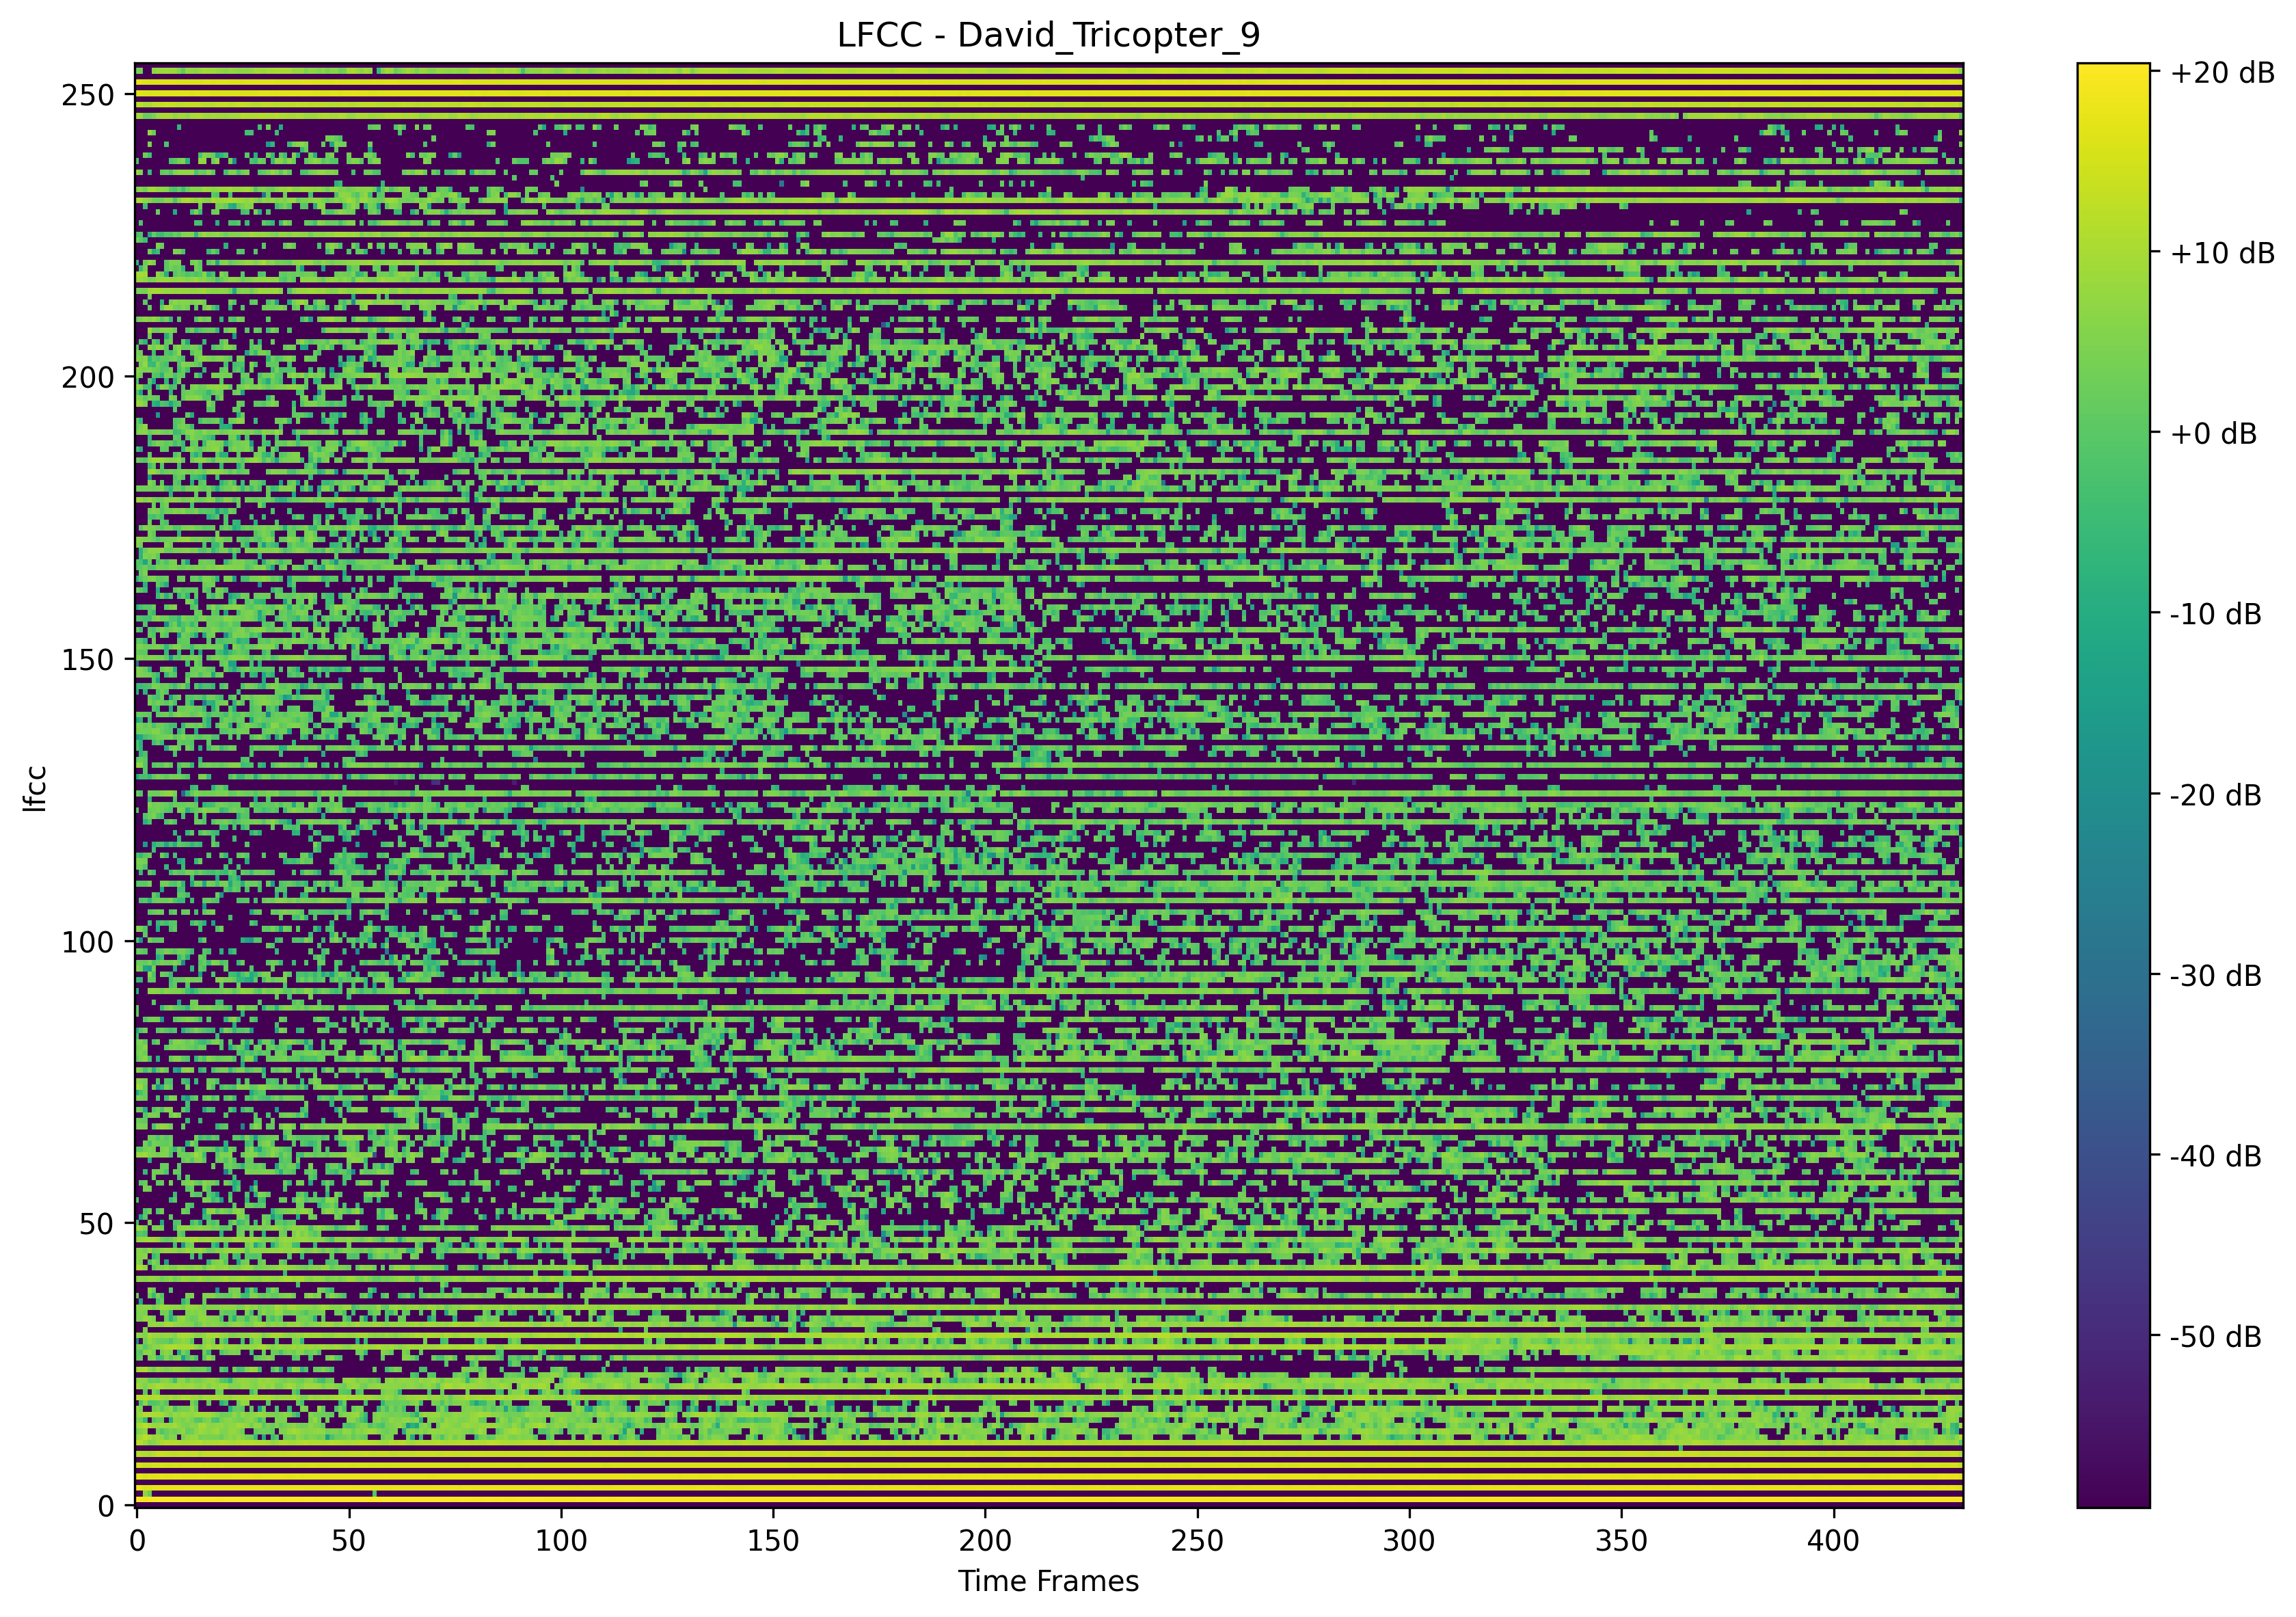 LFCC - David_Tricopter_9
lfcc
250
200
150
100
50
0
0 50 100 150 200 250 300 350 400
Time Frames
+20 dB
+10 dB
+0 dB
-10 dB
-20 dB
-30 dB
-40 dB
-50 dB